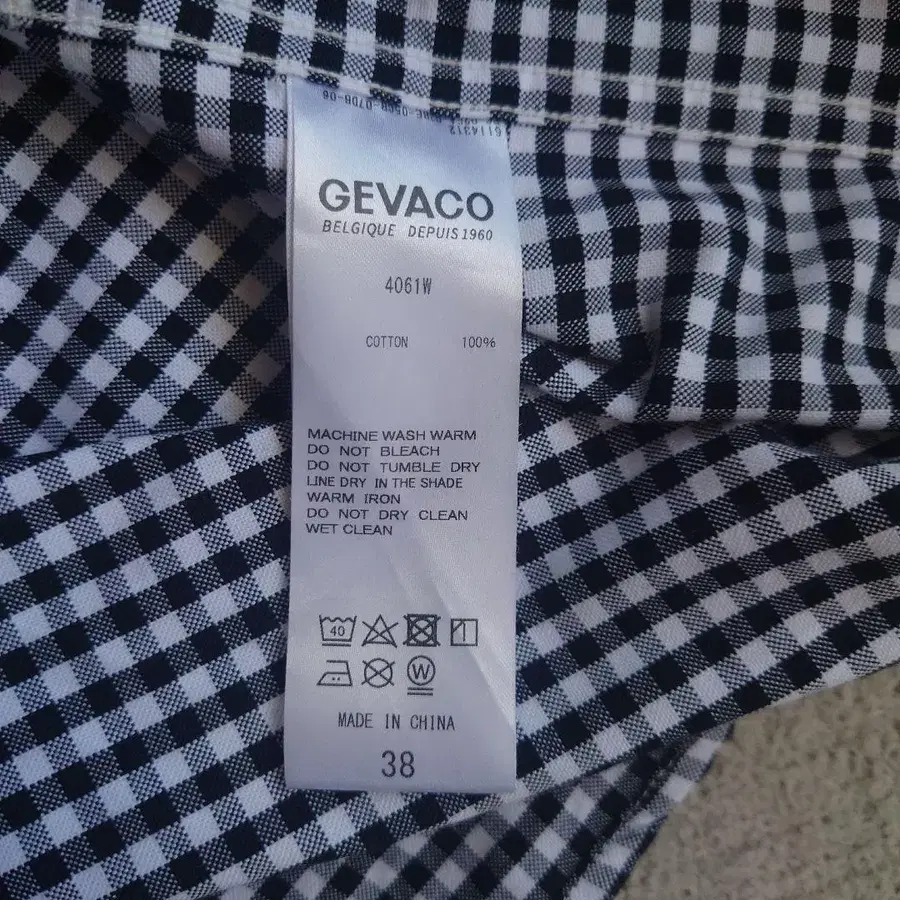 GEVACO
BELGIQUE DEPUIS 1960
4061W
COTTON 100%
MACHINE WASH WARM
DO NOT BLEACH
DO NOT TUMBLE DRY
LINE DRY IN THE SHADE
WARM IRON
DO NOT DRY CLEAN
WET CLEAN
40
W
MADE IN CHINA
38